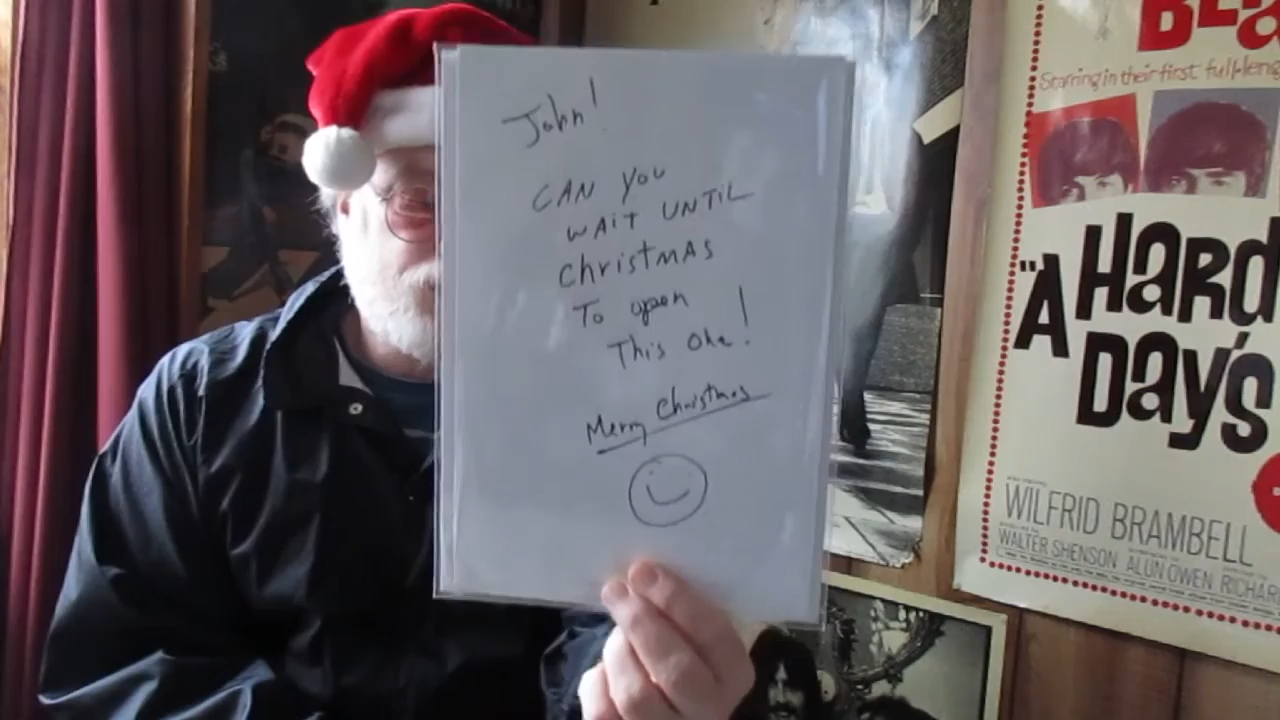 John!
CAN you
WAIT UNTIL
ChristmAS
To open
This One!
Merry Christmas
Starring in their first full-leng
"A HARD
DAY'S
WILFRID BRAMBELL
WALTER SHENSON ALUN OWEN RICHAR